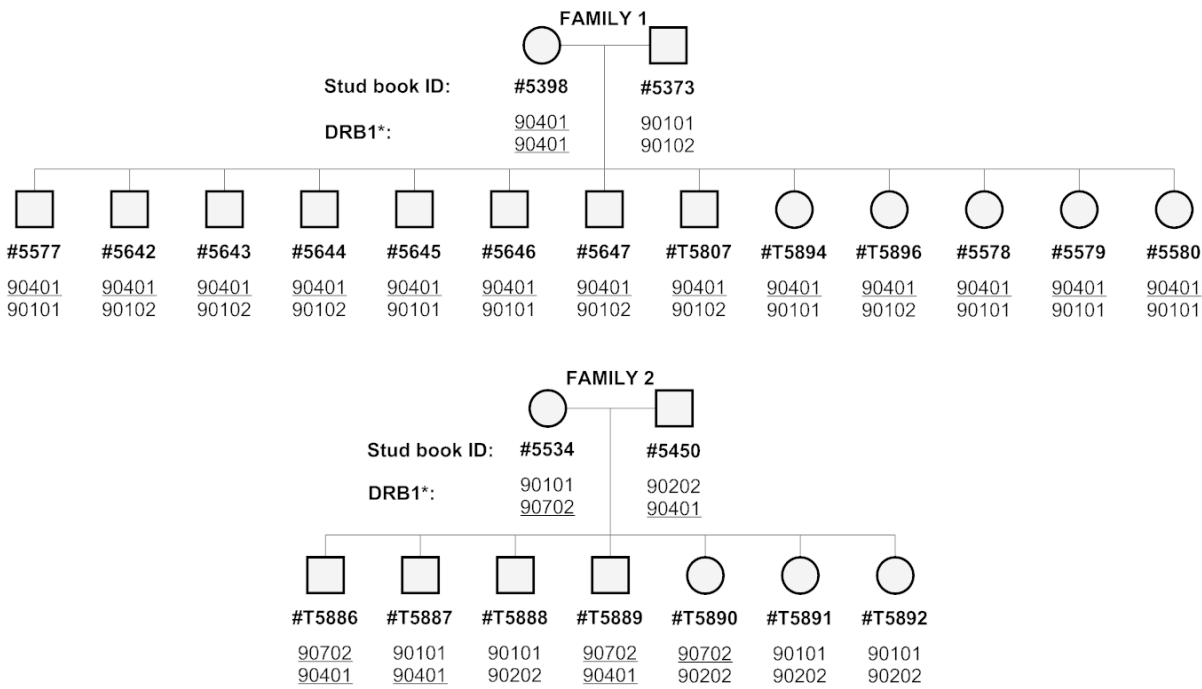 FAMILY 1
Stud book ID: #5398 #5373
DRB1*: 90401 90101
90401 90102
#5577 #5642 #5643 #5644 #5645 #5646 #5647 #T5807 #T5894 #T5896 #5578 #5579 #5580
90401 90401 90401 90401 90401 90401 90401 90401 90401 90401 90401 90401 90401
90101 90102 90102 90102 90101 90101 90102 90102 90101 90102 90101 90101 90101
FAMILY 2
Stud book ID: #5534 #5450
DRB1*: 90101 90202
90702 90401
#T5886 #T5887 #T5888 #T5889 #T5890 #T5891 #T5892
90702 90101 90101 90702 90702 90101 90101
90401 90401 90202 90401 90202 90202 90202